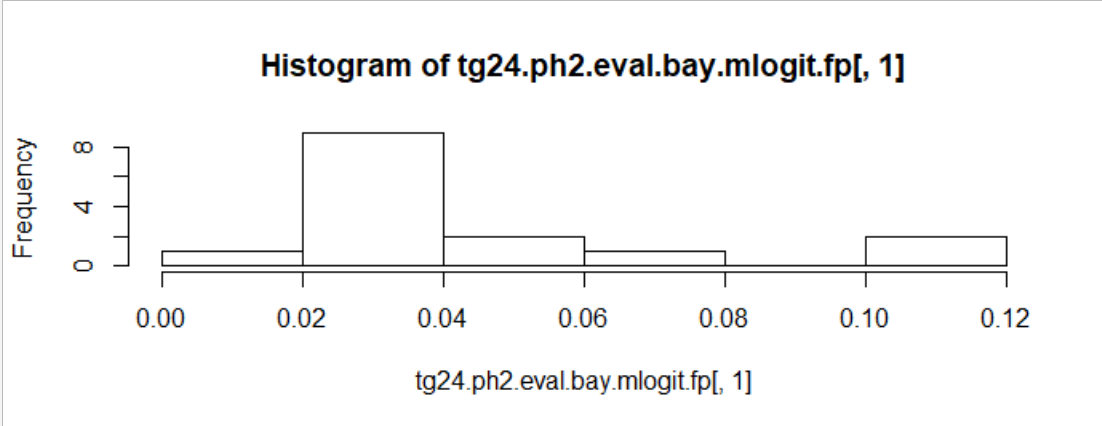 Histogram of tg24.ph2.eval.bay.mlogit.fp[, 1]
Frequency
8
4
0
0.00 0.02 0.04 0.06 0.08 0.10 0.12
tg24.ph2.eval.bay.mlogit.fp[, 1]